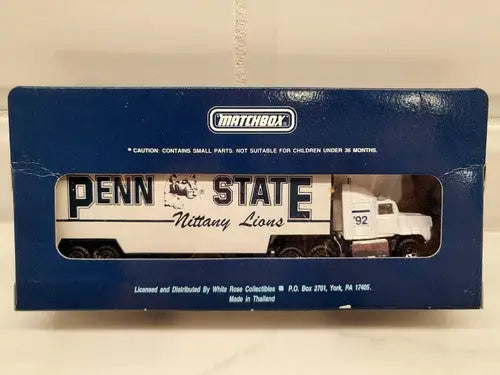 MATCHBOX
* CAUTION: CONTAINS SMALL PARTS. NOT SUITABLE FOR CHILDREN UNDER 36 MONTHS.
PENN STATE
Nittany Lions
'92
Licensed and Distributed By White Rose Collectibles ■ P.O. Box 2701, York, PA 17405.
Made in Thailand